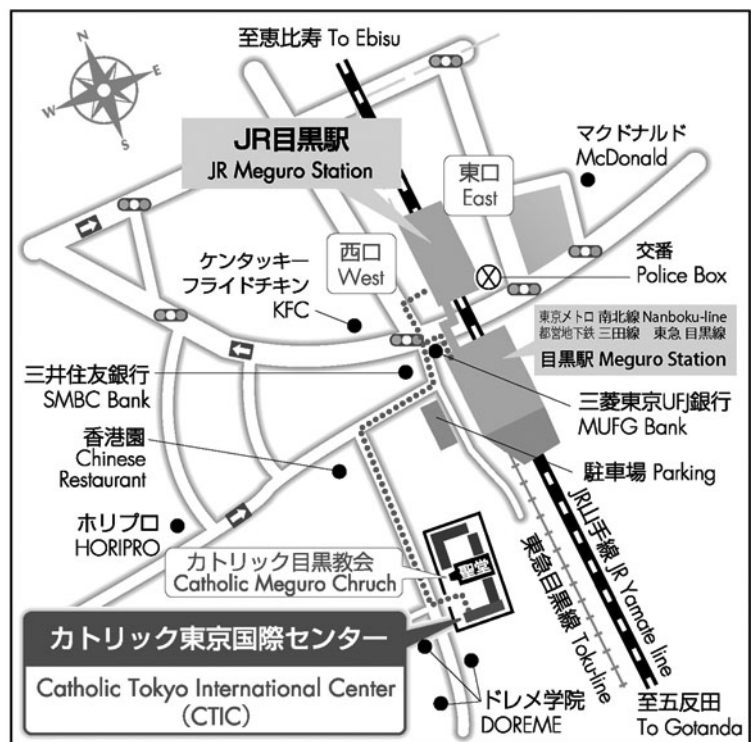 至恵比寿 To Ebisu
N
E
W
S
JR目黒駅
JR Meguro Station
東口
East
マクドナルド
McDonald
西口
West
交番
Police Box
ケンタッキー
フライドチキン
KFC
東京メトロ 南北線 Nanboku-line
都営地下鉄 三田線 東急 目黒線
目黒駅 Meguro Station
三井住友銀行
SMBC Bank
三菱東京UFJ銀行
MUFG Bank
香港園
Chinese
Restaurant
駐車場 Parking
ホリプロ
HORIPRO
カトリック目黒教会
Catholic Meguro Chruch
聖堂
JR山手線 JR Yamate line
東急目黒線 Toku-line
カトリック東京国際センター
Catholic Tokyo International Center
(CTIC)
ドレメ学院
DOREME
至五反田
To Gotanda